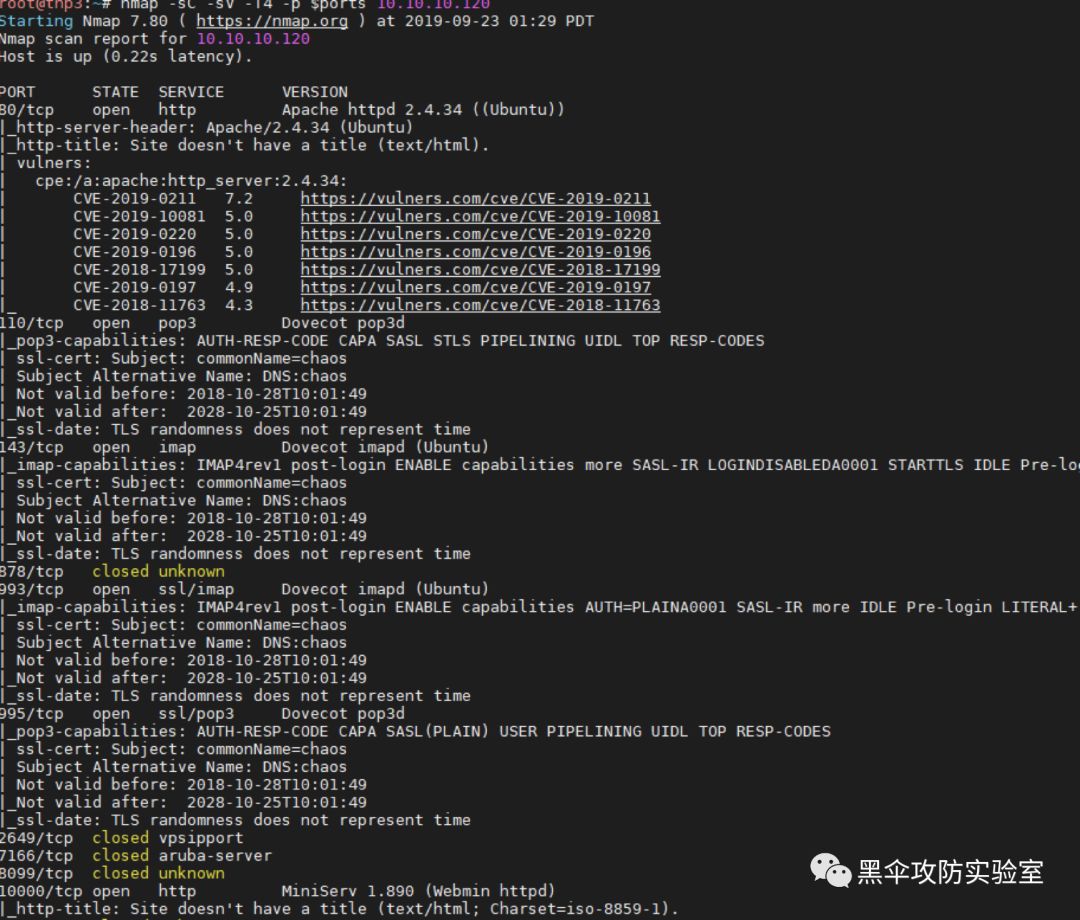 root@thp3:~# nmap -sC -sV -T4 -p $ports 10.10.10.120
Starting Nmap 7.80 ( https://nmap.org ) at 2019-09-23 01:29 PDT
Nmap scan report for 10.10.10.120
Host is up (0.22s latency).
PORT STATE SERVICE VERSION
80/tcp open http Apache httpd 2.4.34 ((Ubuntu))
|_http-server-header: Apache/2.4.34 (Ubuntu)
|_http-title: Site doesn't have a title (text/html).
| vulners:
| cpe:/a:apache:http_server:2.4.34:
| CVE-2019-0211 7.2 https://vulners.com/cve/CVE-2019-0211
| CVE-2019-10081 5.0 https://vulners.com/cve/CVE-2019-10081
| CVE-2019-0220 5.0 https://vulners.com/cve/CVE-2019-0220
| CVE-2019-0196 5.0 https://vulners.com/cve/CVE-2019-0196
| CVE-2018-17199 5.0 https://vulners.com/cve/CVE-2018-17199
| CVE-2019-0197 4.9 https://vulners.com/cve/CVE-2019-0197
|_ CVE-2018-11763 4.3 https://vulners.com/cve/CVE-2018-11763
110/tcp open pop3 Dovecot pop3d
|_pop3-capabilities: AUTH-RESP-CODE CAPA SASL STLS PIPELINING UIDL TOP RESP-CODES
| ssl-cert: Subject: commonName=chaos
| Subject Alternative Name: DNS:chaos
| Not valid before: 2018-10-28T10:01:49
|_Not valid after: 2028-10-25T10:01:49
|_ssl-date: TLS randomness does not represent time
143/tcp open imap Dovecot imapd (Ubuntu)
|_imap-capabilities: IMAP4rev1 post-login ENABLE capabilities more SASL-IR LOGINDISABLEDA0001 STARTTLS IDLE Pre-log
| ssl-cert: Subject: commonName=chaos
| Subject Alternative Name: DNS:chaos
| Not valid before: 2018-10-28T10:01:49
|_Not valid after: 2028-10-25T10:01:49
|_ssl-date: TLS randomness does not represent time
878/tcp closed unknown
993/tcp open ssl/imap Dovecot imapd (Ubuntu)
|_imap-capabilities: IMAP4rev1 post-login ENABLE capabilities AUTH=PLAINA0001 SASL-IR more IDLE Pre-login LITERAL+
| ssl-cert: Subject: commonName=chaos
| Subject Alternative Name: DNS:chaos
| Not valid before: 2018-10-28T10:01:49
|_Not valid after: 2028-10-25T10:01:49
|_ssl-date: TLS randomness does not represent time
995/tcp open ssl/pop3 Dovecot pop3d
|_pop3-capabilities: AUTH-RESP-CODE CAPA SASL(PLAIN) USER PIPELINING UIDL TOP RESP-CODES
| ssl-cert: Subject: commonName=chaos
| Subject Alternative Name: DNS:chaos
| Not valid before: 2018-10-28T10:01:49
|_Not valid after: 2028-10-25T10:01:49
|_ssl-date: TLS randomness does not represent time
2649/tcp closed vpsipport
7166/tcp closed aruba-server
8099/tcp closed unknown
10000/tcp open http MiniServ 1.890 (Webmin httpd)
|_http-title: Site doesn't have a title (text/html; Charset=iso-8859-1).
黑伞攻防实验室